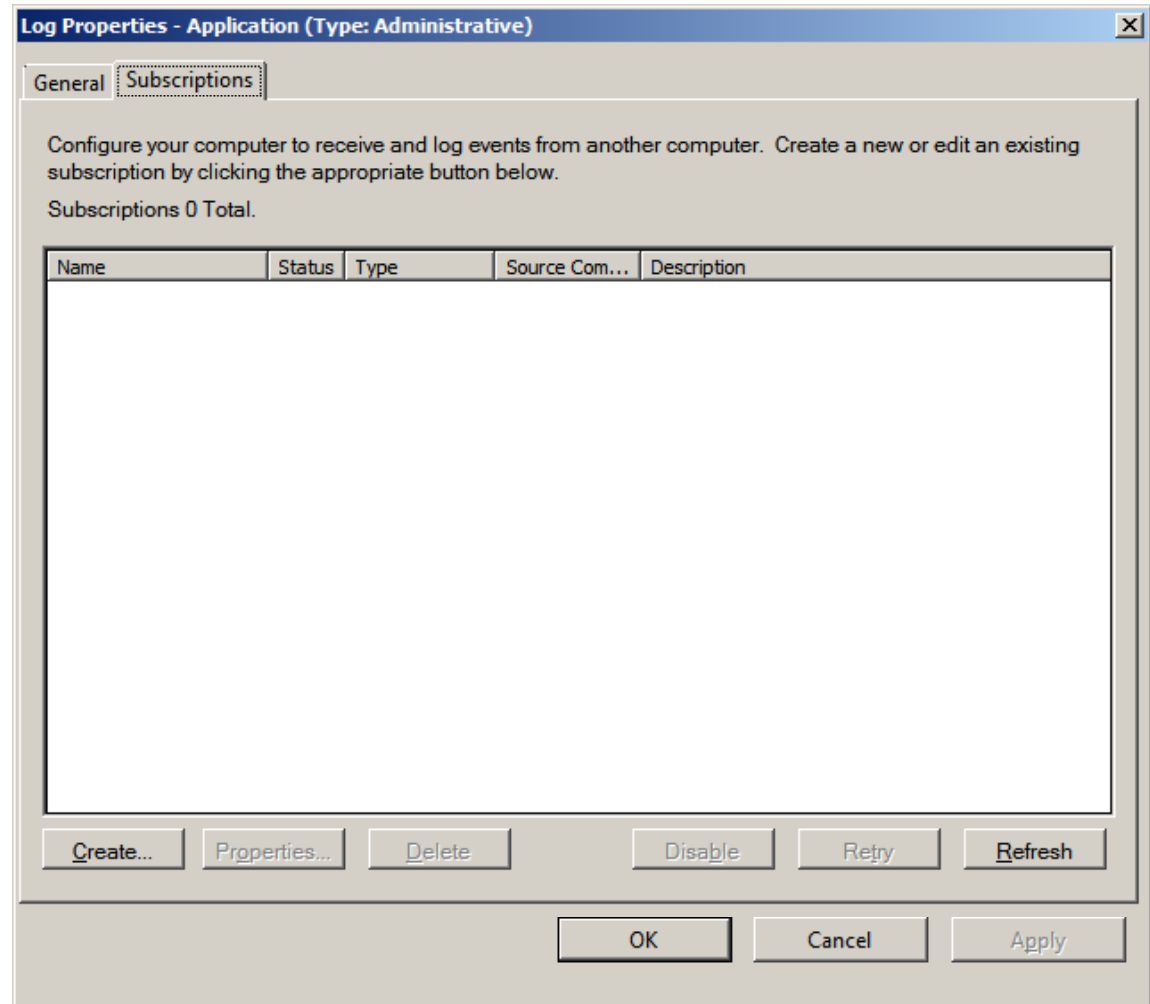 Log Properties - Application (Type: Administrative)
General Subscriptions
Configure your computer to receive and log events from another computer. Create a new or edit an existing
subscription by clicking the appropriate button below.
Subscriptions 0 Total.
Name Status Type Source Com... Description
Create... Properties... Delete Disable Retry Refresh
OK Cancel Apply